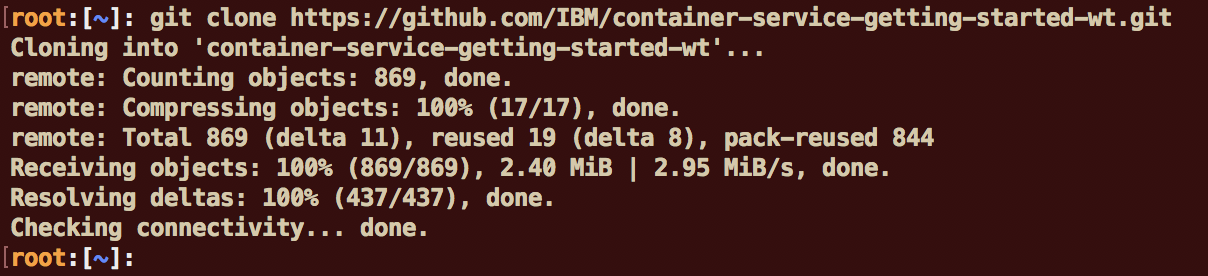 [root:[~]: git clone https://github.com/IBM/container-service-getting-started-wt.git
Cloning into 'container-service-getting-started-wt'...
remote: Counting objects: 869, done.
remote: Compressing objects: 100% (17/17), done.
remote: Total 869 (delta 11), reused 19 (delta 8), pack-reused 844
Receiving objects: 100% (869/869), 2.40 MiB | 2.95 MiB/s, done.
Resolving deltas: 100% (437/437), done.
Checking connectivity... done.
[root:[~]: